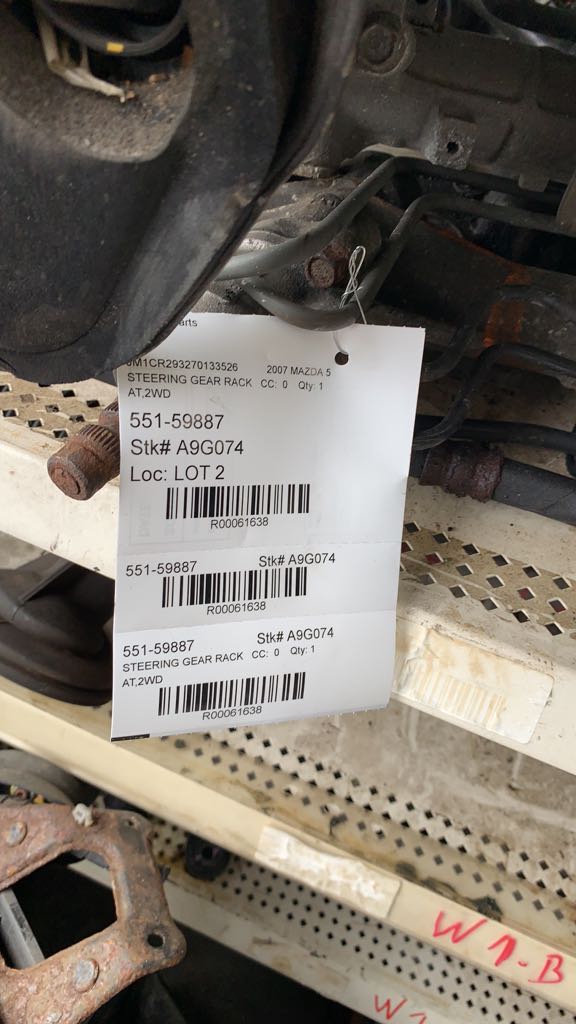 arts
JM1CR293270133526 2007 MAZDA 5
STEERING GEAR RACK CC: 0 Qty: 1
AT,2WD
551-59887
Stk# A9G074
Loc: LOT 2
R00061638
551-59887 Stk# A9G074
R00061638
551-59887 Stk# A9G074
STEERING GEAR RACK CC: 0 Qty: 1
AT,2WD
R00061638
W1-B
W1